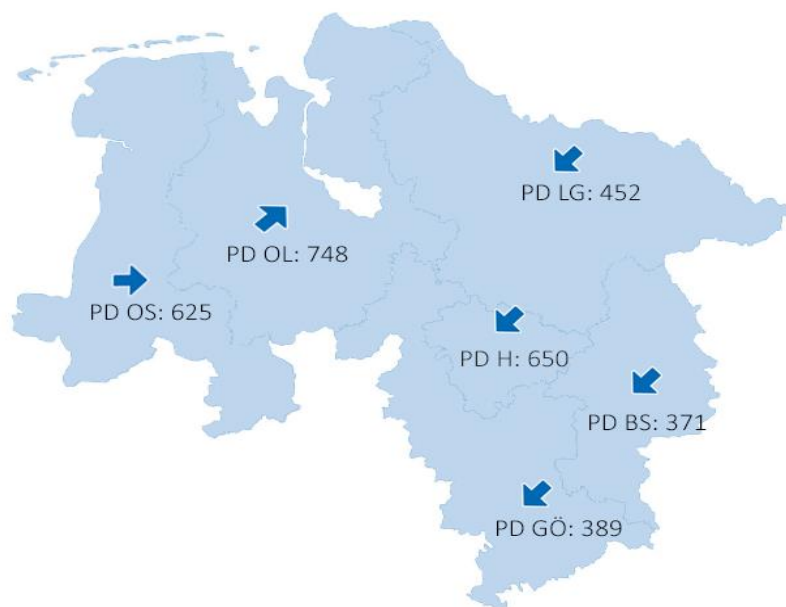 PD LG: 452
PD OL: 748
PD OS: 625
PD H: 650
PD BS: 371
PD GÖ: 389